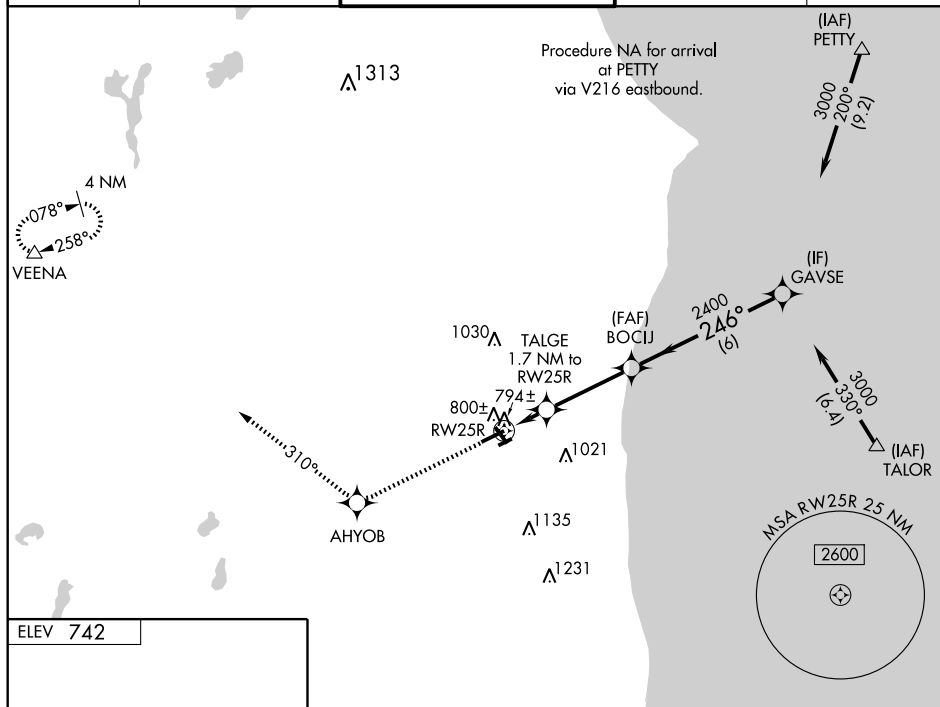 (IAF)
PETTY
Procedure NA for arrival
at PETTY
via V216 eastbound.
1313
3000
200°
(9.2)
4 NM
078°
258°
VEENA
(IF)
GAVSE
2400
246°
(6)
(FAF)
BOCIJ
1030
TALGE
1.7 NM to
RW25R
794±
800±
RW25R
3000
330°
(6.4)
1021
(IAF)
TALOR
310°
AHYOB
1135
1231
MSA RW25R 25 NM
2600
ELEV 742